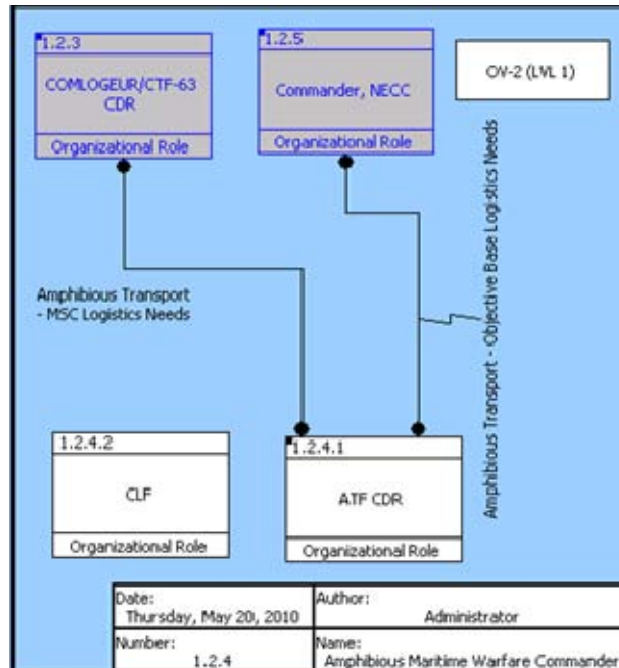 1.2.3
COMLOGEUR/CTF-63
CDR
Organizational Role
1.2.5
Commander, NECC
Organizational Role
OV-2 (LVL 1)
Amphibious Transport
- MSC Logistics Needs
Amphibious Transport - Objective Base Logistics Needs
1.2.4.2
CLF
Organizational Role
1.2.4.1
ATF CDR
Organizational Role
Date:
Thursday, May 20, 2010
Author:
Administrator
Number:
1.2.4
Name:
Amphibious Maritime Warfare Commander